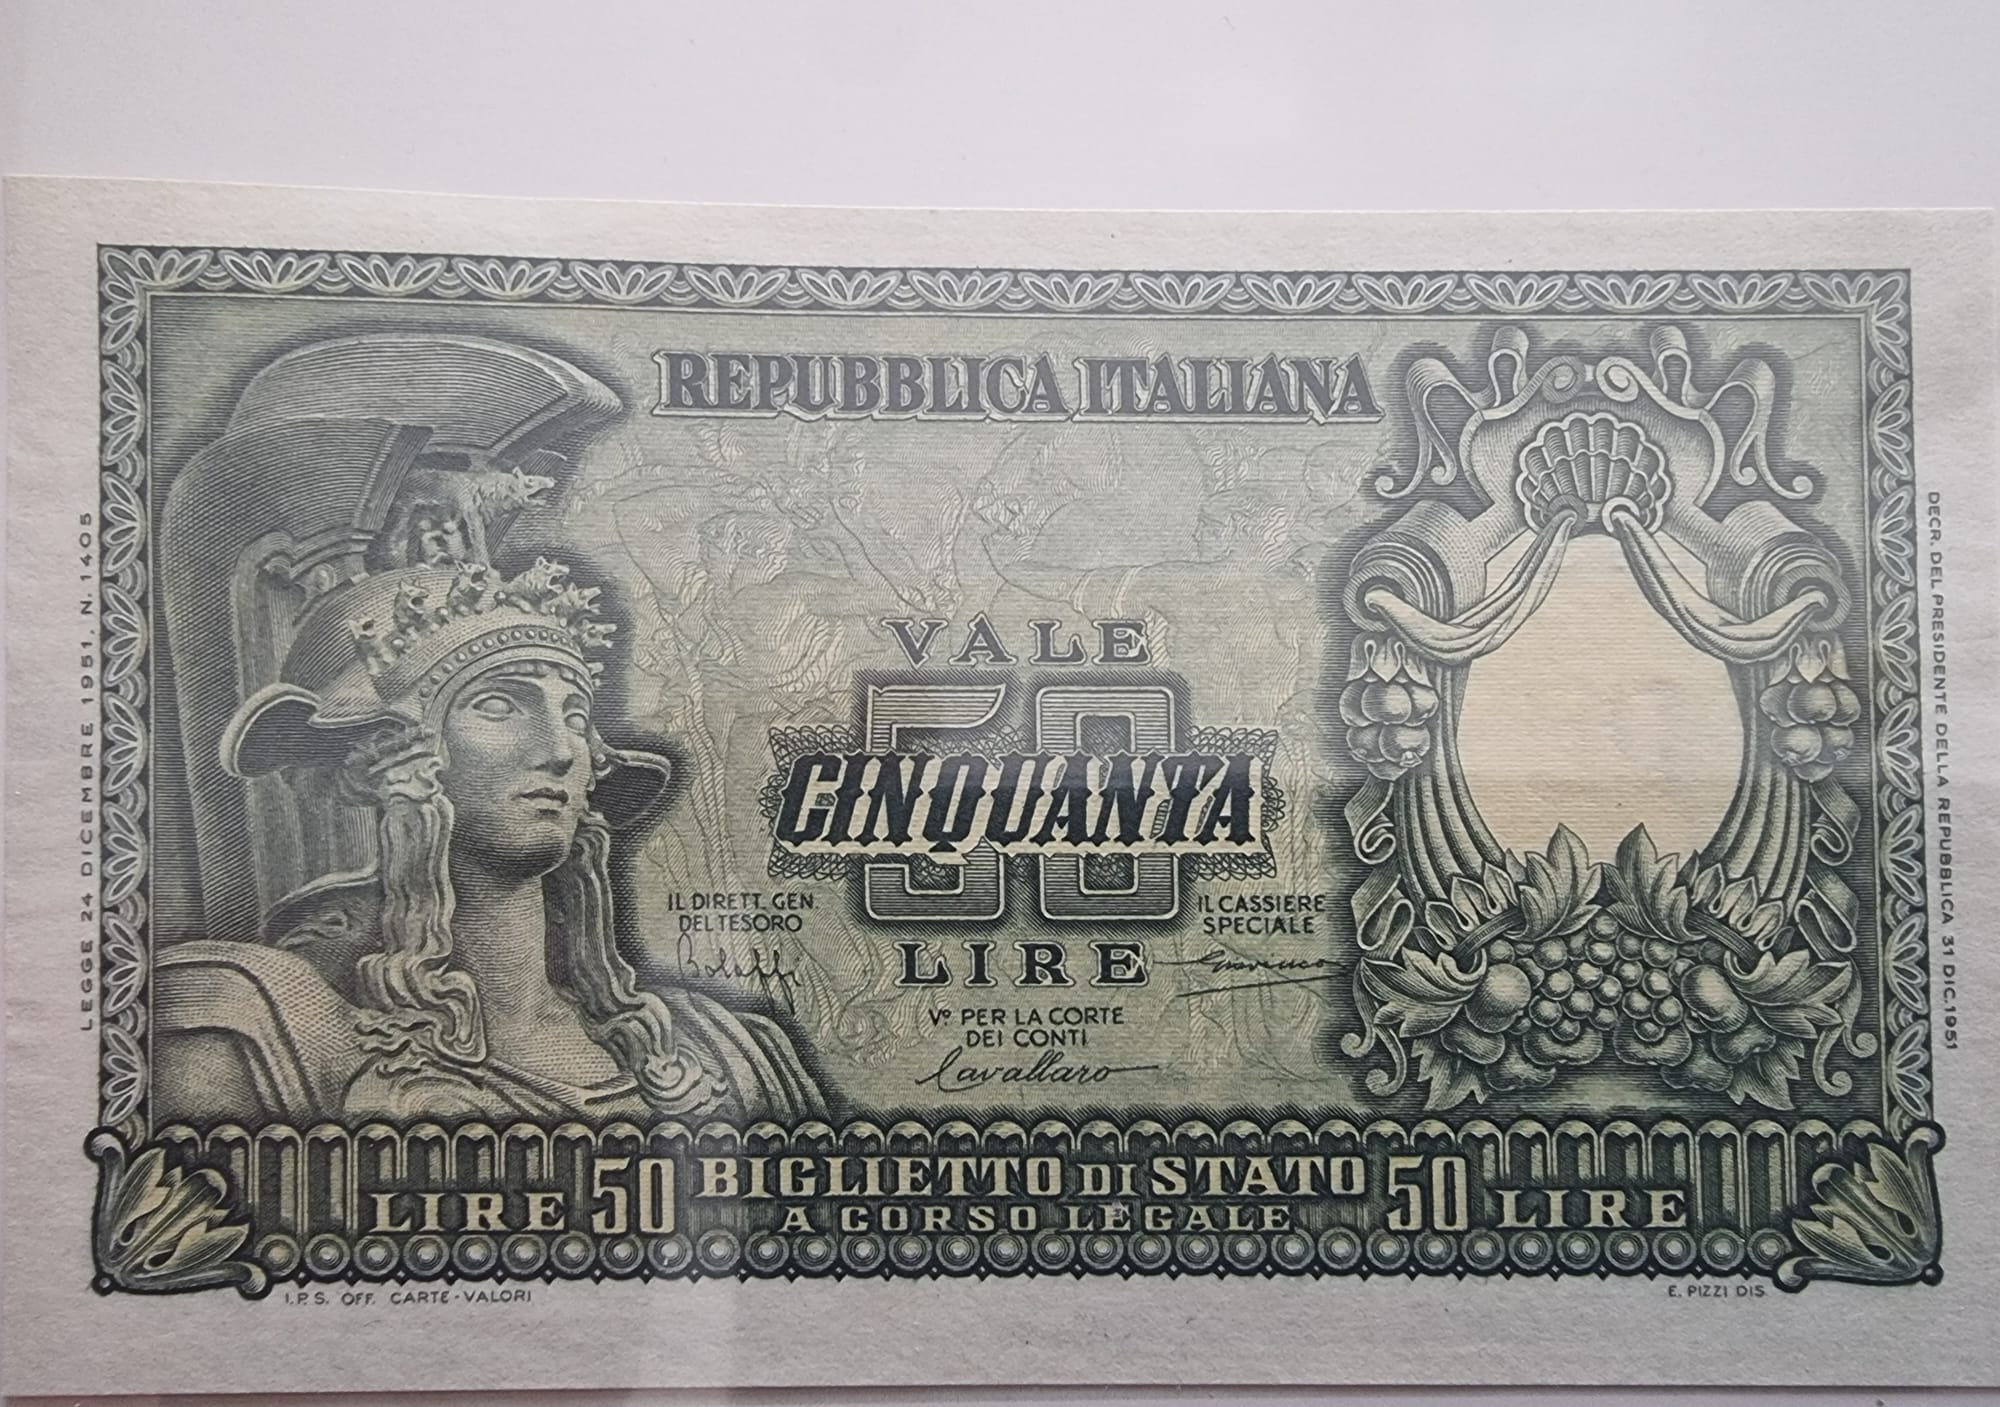 REPUBBLICA ITALIANA
LEGGE 24 DICEMBRE 1951. N. 1405
DECR. DEL PRESIDENTE DELLA REPUBBLICA 31 DIC. 1951
VALE
50
CINQUANTA
LIRE
IL DIRETT. GEN.
DEL TESORO
Bolaffi
IL CASSIERE
SPECIALE
Giovinco
Vº PER LA CORTE
DEI CONTI
Cavallaro
LIRE 50 BIGLIETTO DI STATO 50 LIRE
A CORSO LEGALE
I.P.S. OFF. CARTE-VALORI
E. PIZZI DIS.